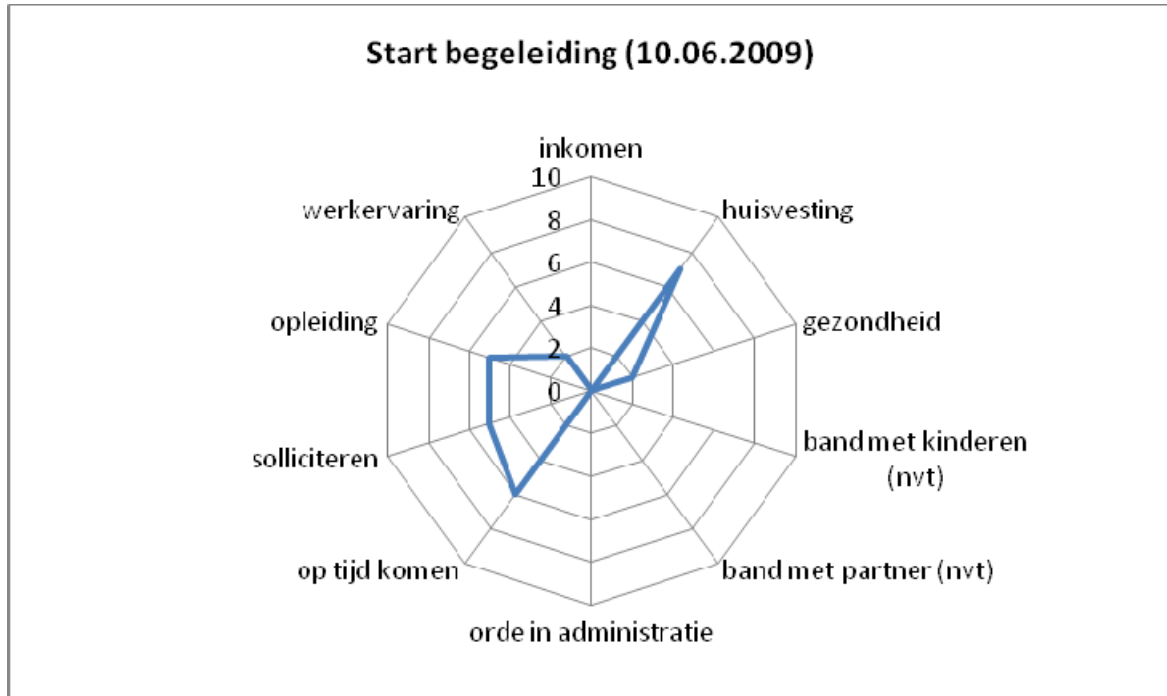 Start begeleiding (10.06.2009)
inkomen
10
8
6
4
2
0
huisvesting
gezondheid
band met kinderen
(nvt)
band met partner (nvt)
orde in administratie
op tijd komen
solliciteren
opleiding
werkervaring